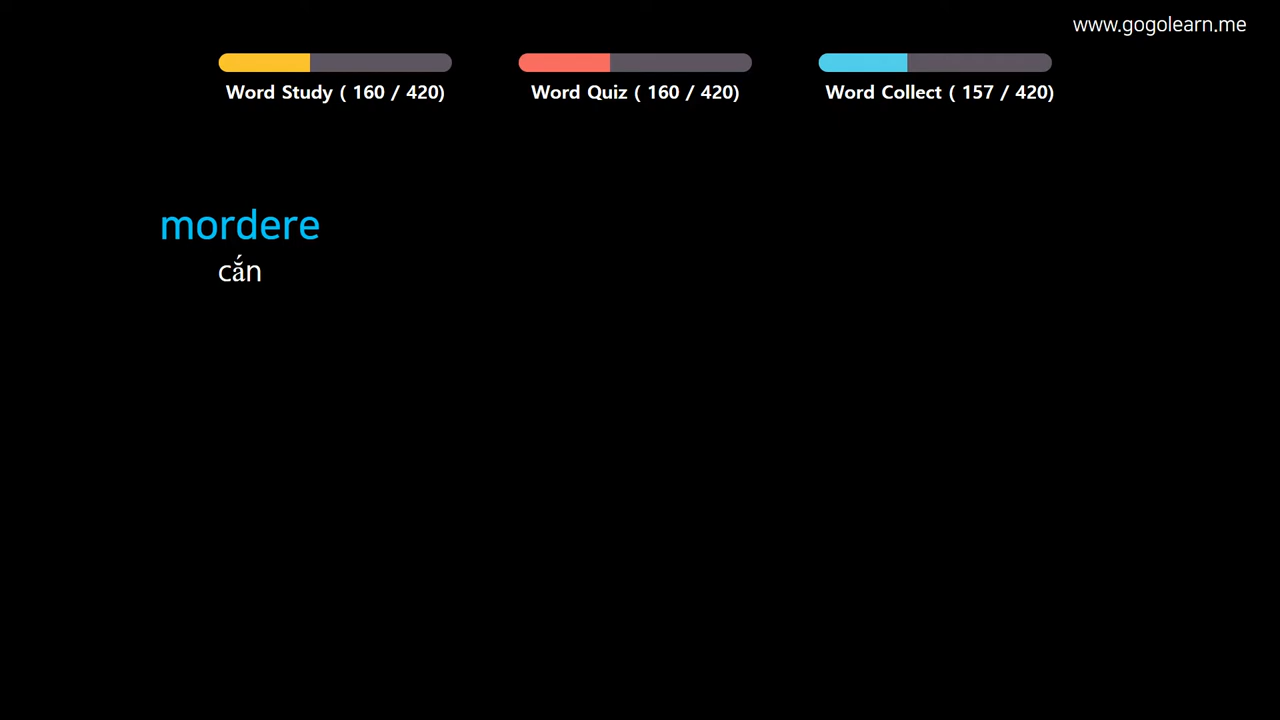 www.gogolearn.me
Word Study ( 160 / 420)
Word Quiz ( 160 / 420)
Word Collect ( 157 / 420)
mordere
cắn